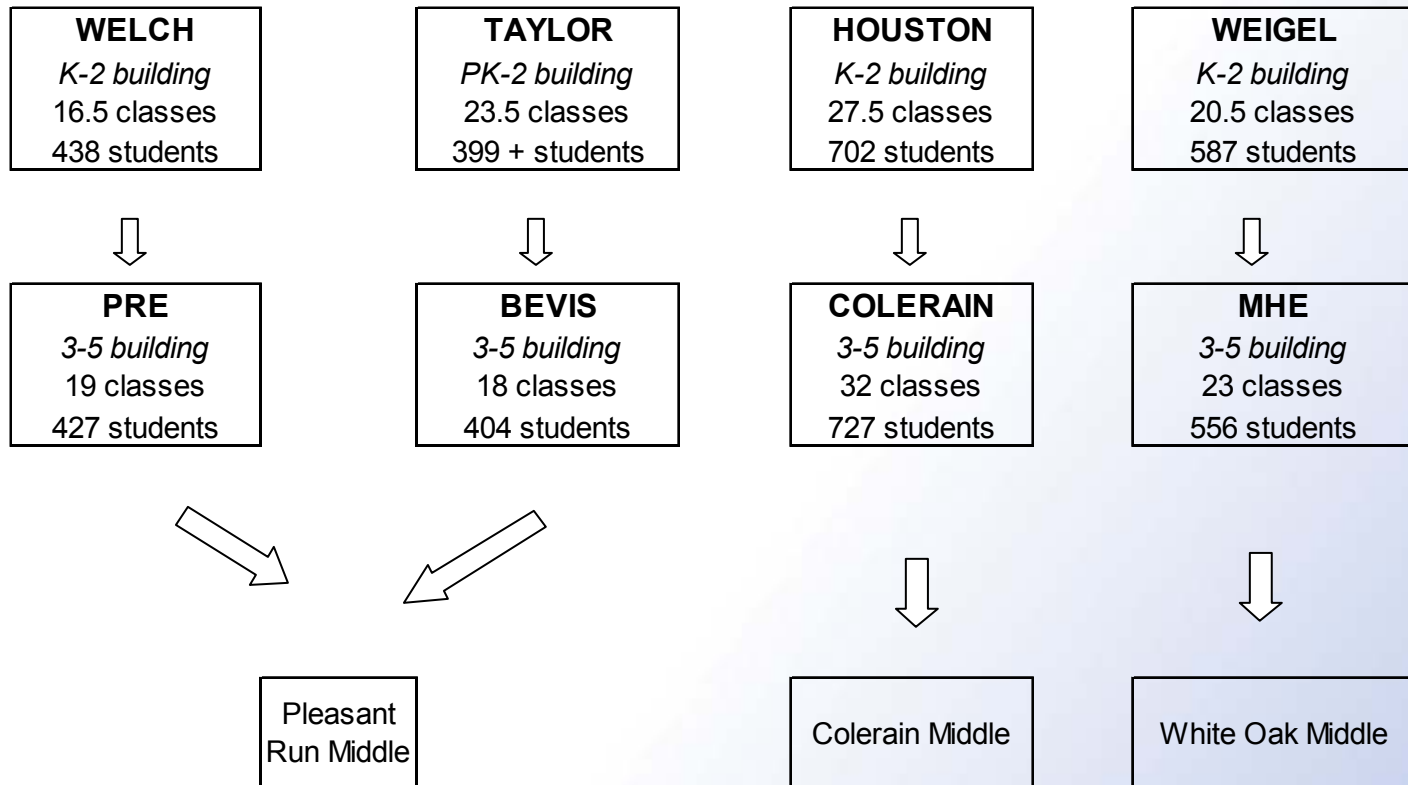 WELCH
K-2 building
16.5 classes
438 students
TAYLOR
PK-2 building
23.5 classes
399 + students
HOUSTON
K-2 building
27.5 classes
702 students
WEIGEL
K-2 building
20.5 classes
587 students
PRE
3-5 building
19 classes
427 students
BEVIS
3-5 building
18 classes
404 students
COLERAIN
3-5 building
32 classes
727 students
MHE
3-5 building
23 classes
556 students
Pleasant
Run Middle
Colerain Middle
White Oak Middle